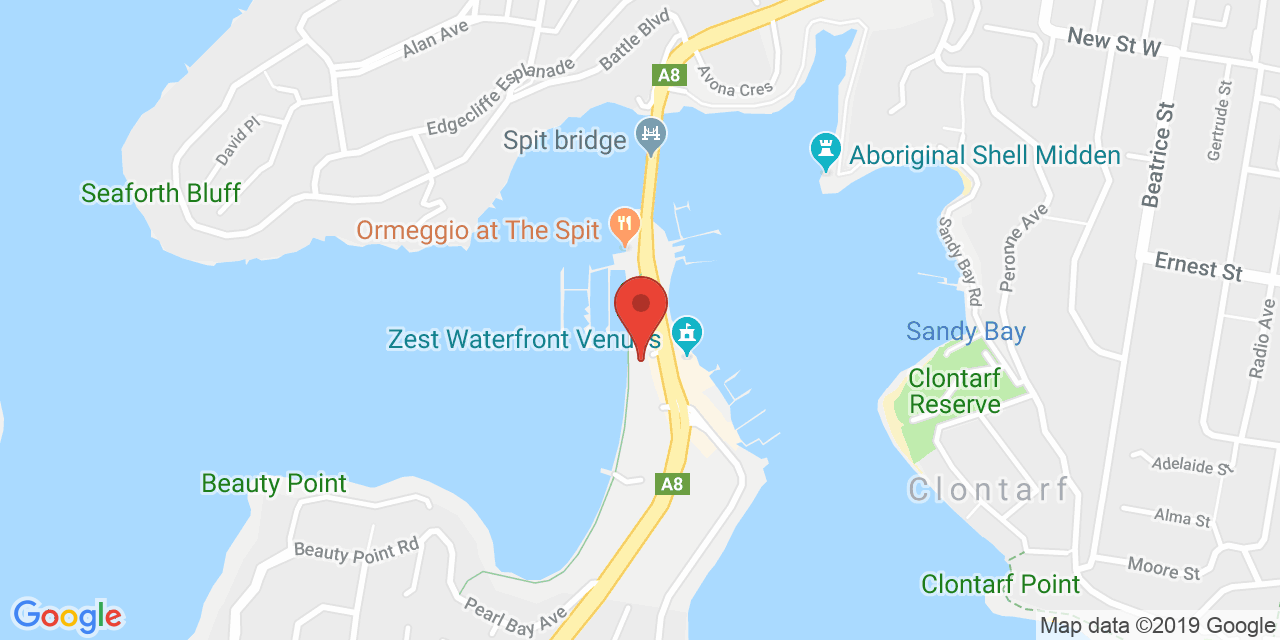 Alan Ave
Battle Blvd
New St W
A8
Avona Cres
Edgecliffe Esplanade
Gertrude St
David Pl
Spit bridge
Beatrice St
Aboriginal Shell Midden
Seaforth Bluff
Ormeggio at The Spit
Peronne Ave
Sandy Bay Rd
Ernest St
Zest Waterfront Venues
Sandy Bay
Radio Ave
Clontarf
Reserve
Adelaide St
Beauty Point
A8
Clontarf
Alma St
Beauty Point Rd
Moore St
Clontarf Point
Pearl Bay Ave
Google
Map data ©2019 Google